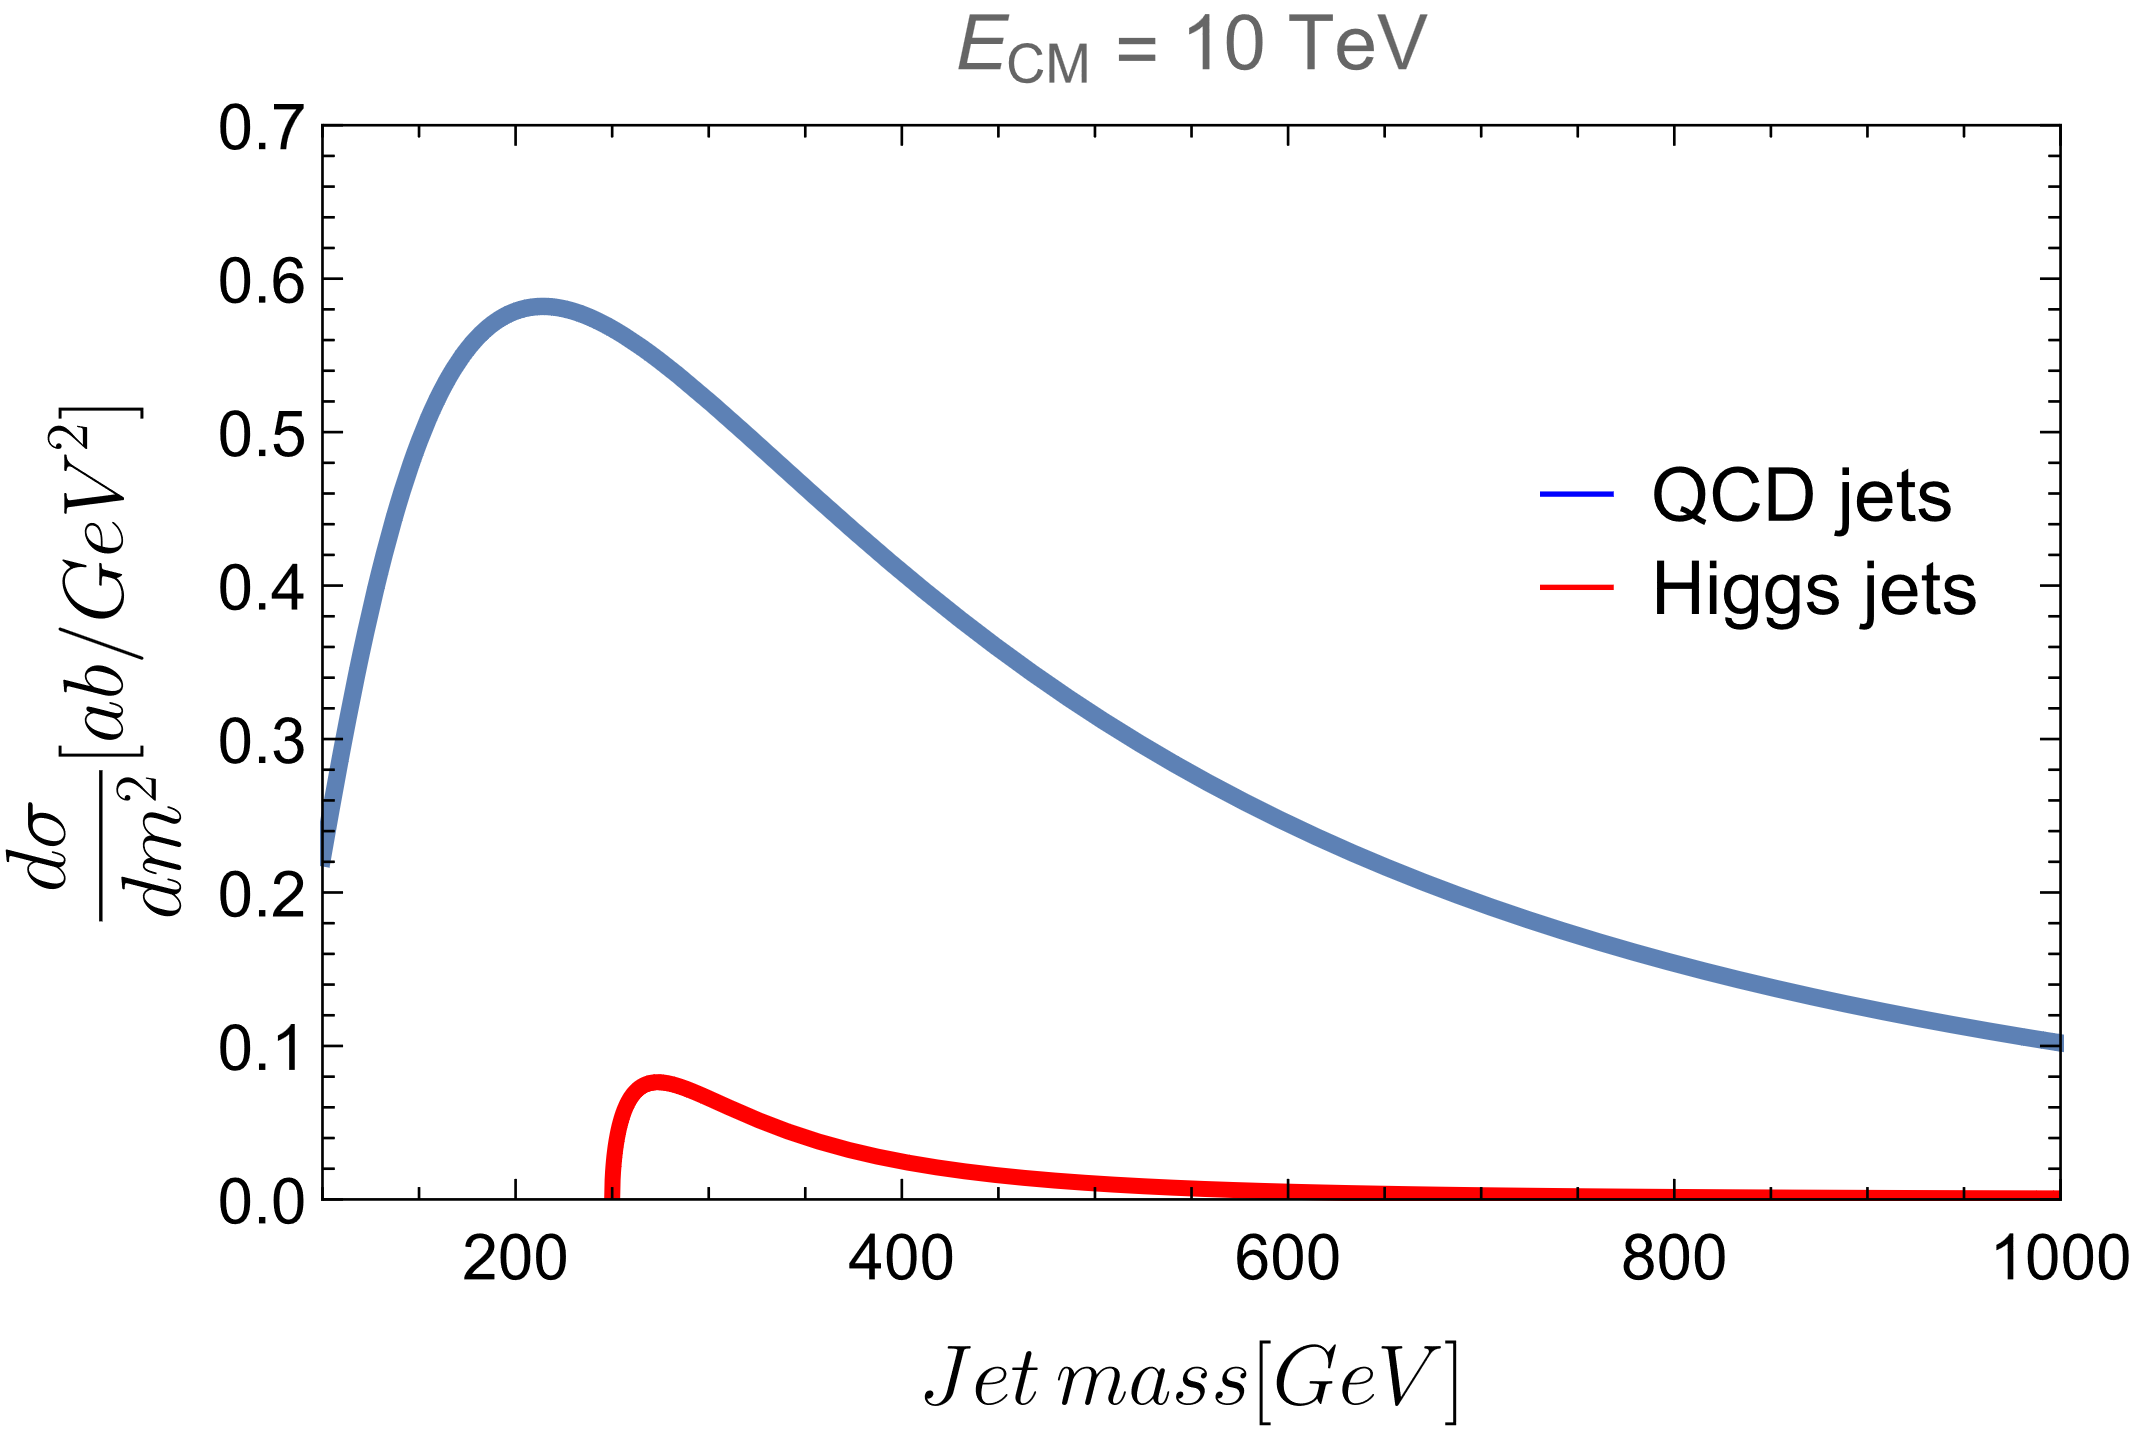 E_CM = 10 TeV
0.7
0.6
0.5
0.4
0.3
0.2
0.1
0.0
dσ/dm² [ab/GeV²]
QCD jets
Higgs jets
200 400 600 800 1000
Jet mass[GeV]